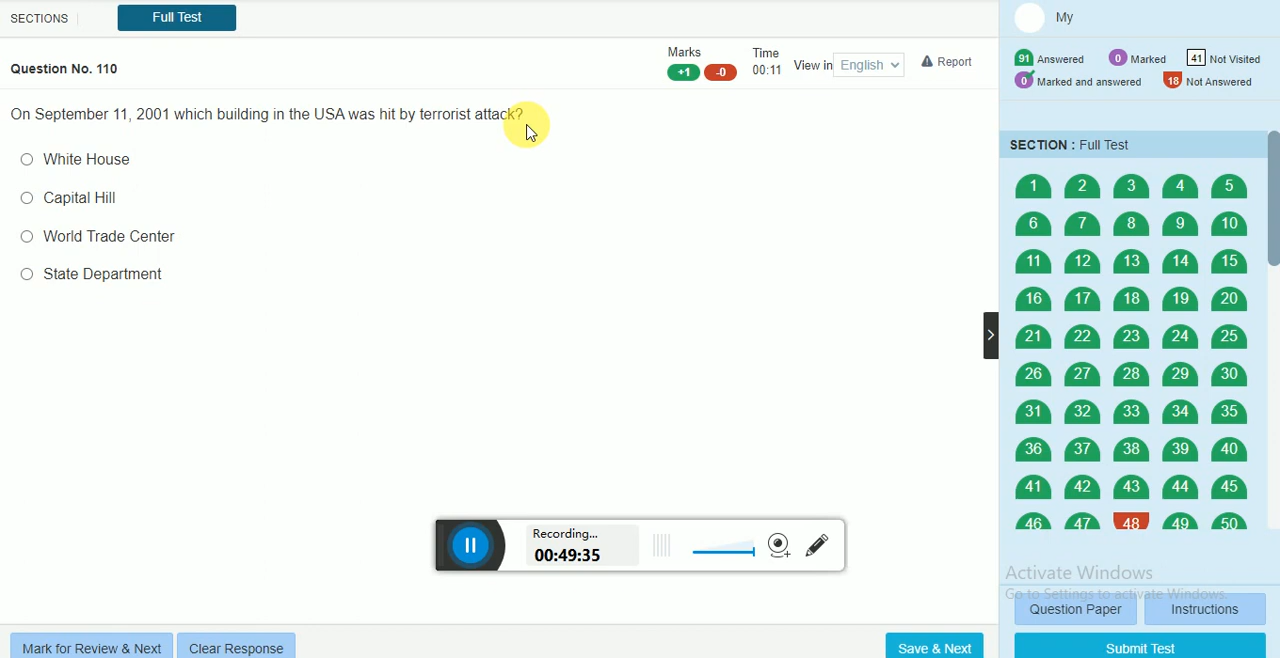 SECTIONS
Full Test
Question No. 110
Marks
+1
-0
Time
00:11
View in
English
Report
On September 11, 2001 which building in the USA was hit by terrorist attack?
White House
Capital Hill
World Trade Center
State Department
Recording...
00:49:35
Mark for Review & Next
Clear Response
Save & Next
My
91 Answered
0 Marked
41 Not Visited
0 Marked and answered
18 Not Answered
SECTION : Full Test
1 2 3 4 5
6 7 8 9 10
11 12 13 14 15
16 17 18 19 20
21 22 23 24 25
26 27 28 29 30
31 32 33 34 35
36 37 38 39 40
41 42 43 44 45
46 47 48 49 50
Activate Windows
Go to Settings to activate Windows.
Question Paper
Instructions
Submit Test